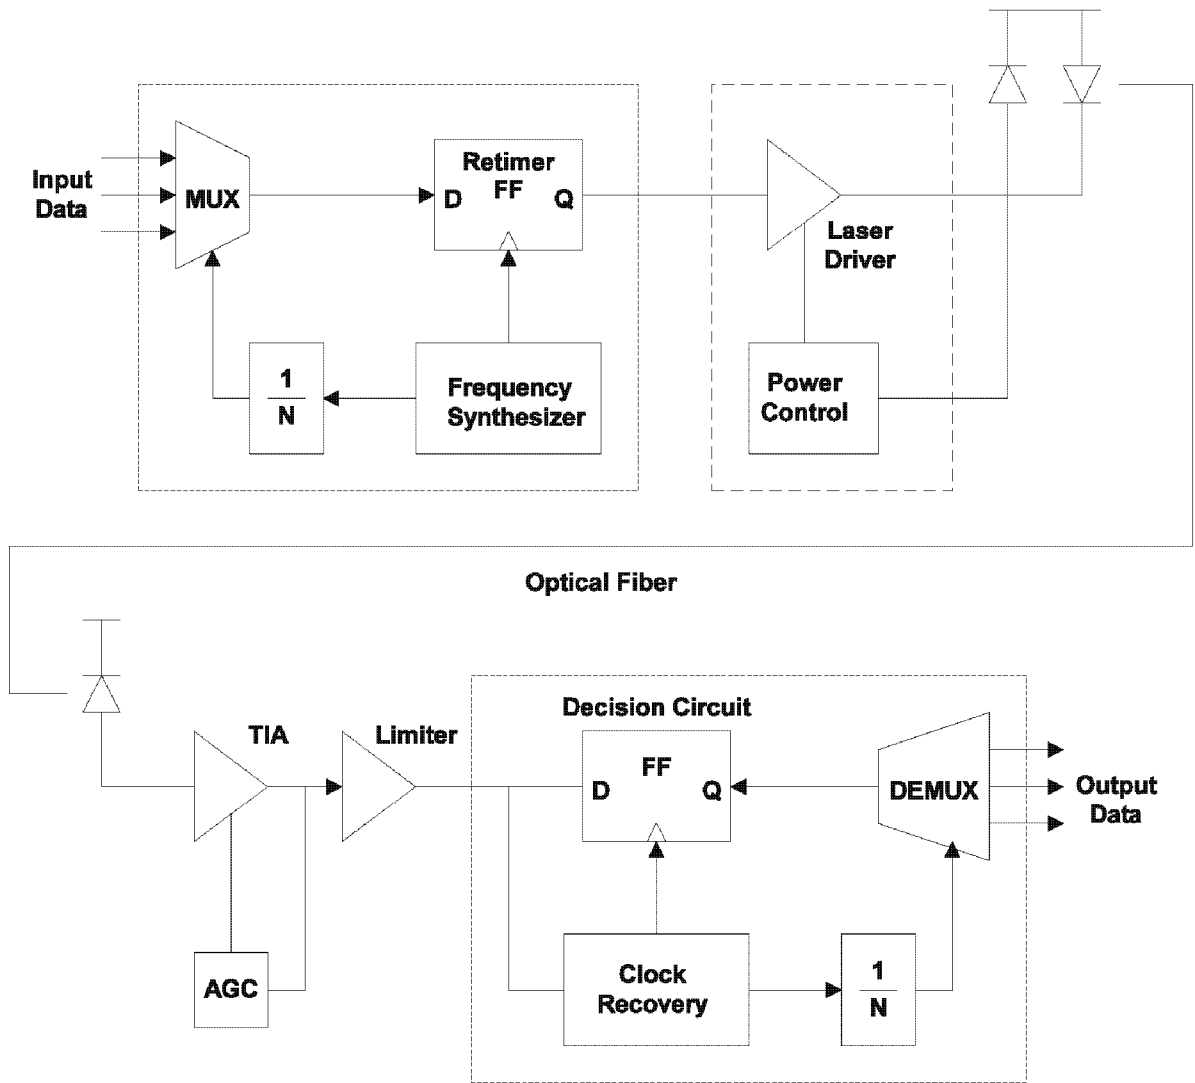 Input
Data
MUX
Retimer
FF
D
Q
1
N
Frequency
Synthesizer
Laser
Driver
Power
Control
Optical Fiber
TIA
AGC
Limiter
Decision Circuit
FF
D
Q
Clock
Recovery
1
N
DEMUX
Output
Data